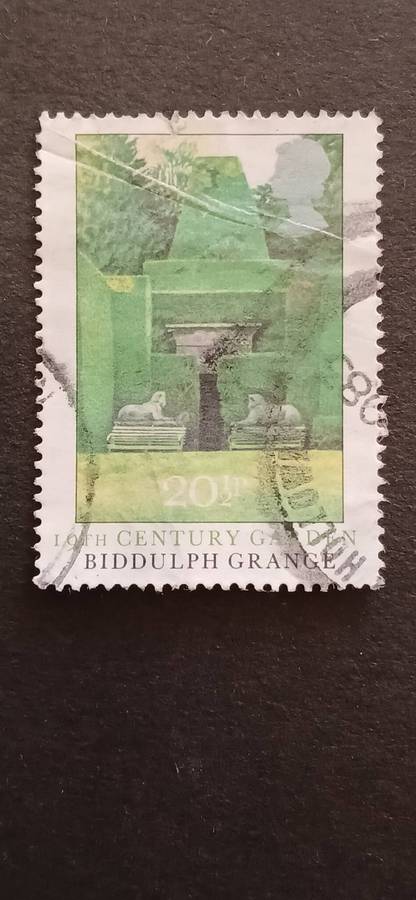 20½P
19TH CENTURY GARDEN
BIDDULPH GRANGE